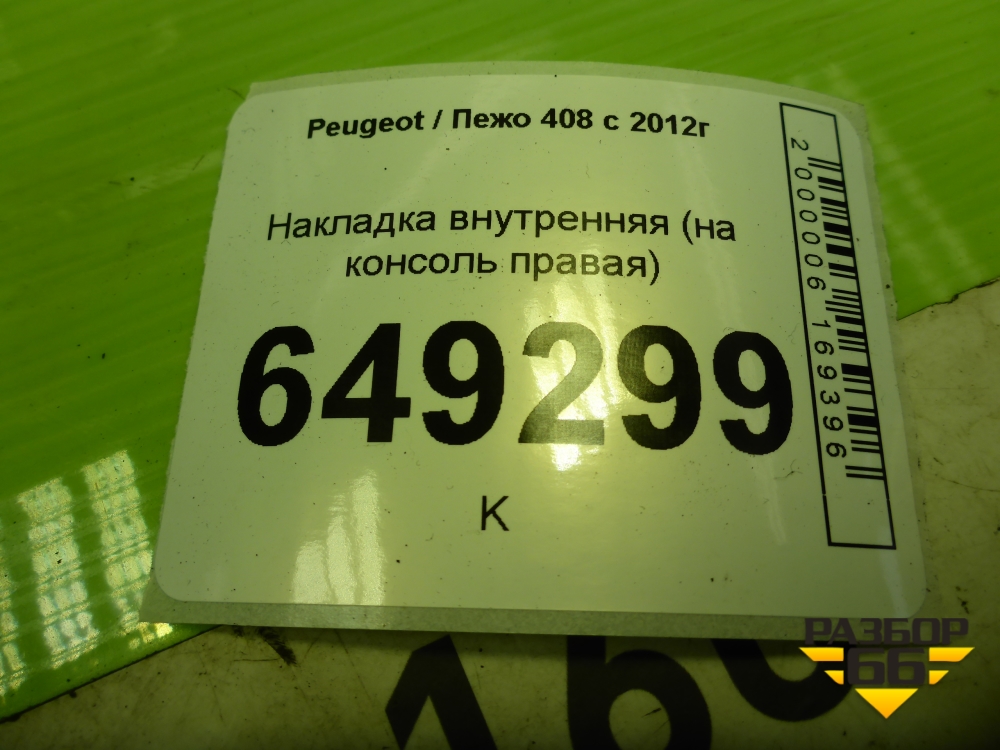 Peugeot / Пежо 408 с 2012г
Накладка внутренняя (на
консоль правая)
649299
К
2000006169396
РАЗБОР
66